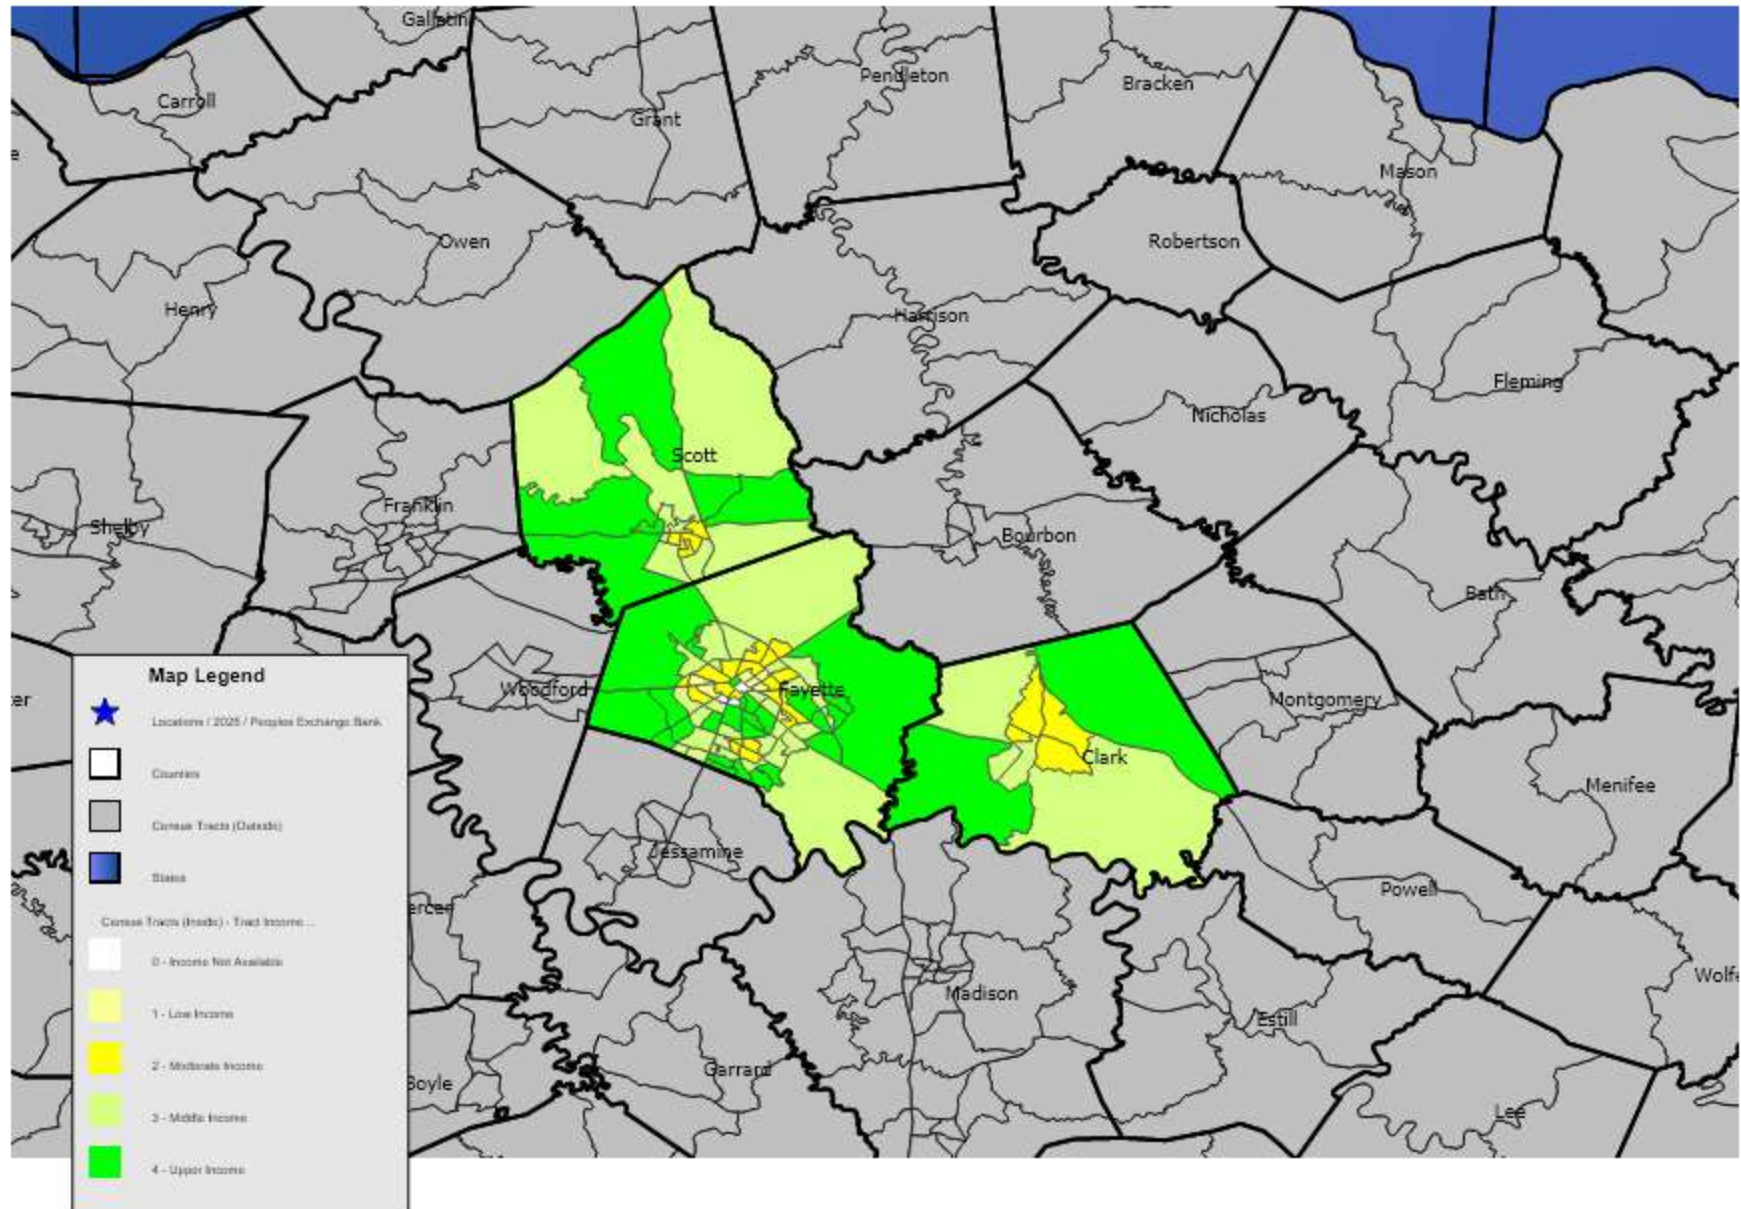 Gallatin
Carroll
Pendleton
Bracken
Grant
Mason
Owen
Robertson
Henry
Harrison
Fleming
Nicholas
Scott
Franklin
Shelby
Bourbon
Bath
Woodford
Fayette
Montgomery
Clark
Menifee
Jessamine
Powell
ercer
Madison
Wolfe
Estill
Garrard
Boyle
Lee
e
er
Map Legend
Locations / 2025 / Peoples Exchange Bank
Counties
Census Tracts (Outside)
States
Census Tracts (Inside) - Tract Income...
0 - Income Not Available
1 - Low Income
2 - Moderate Income
3 - Middle Income
4 - Upper Income